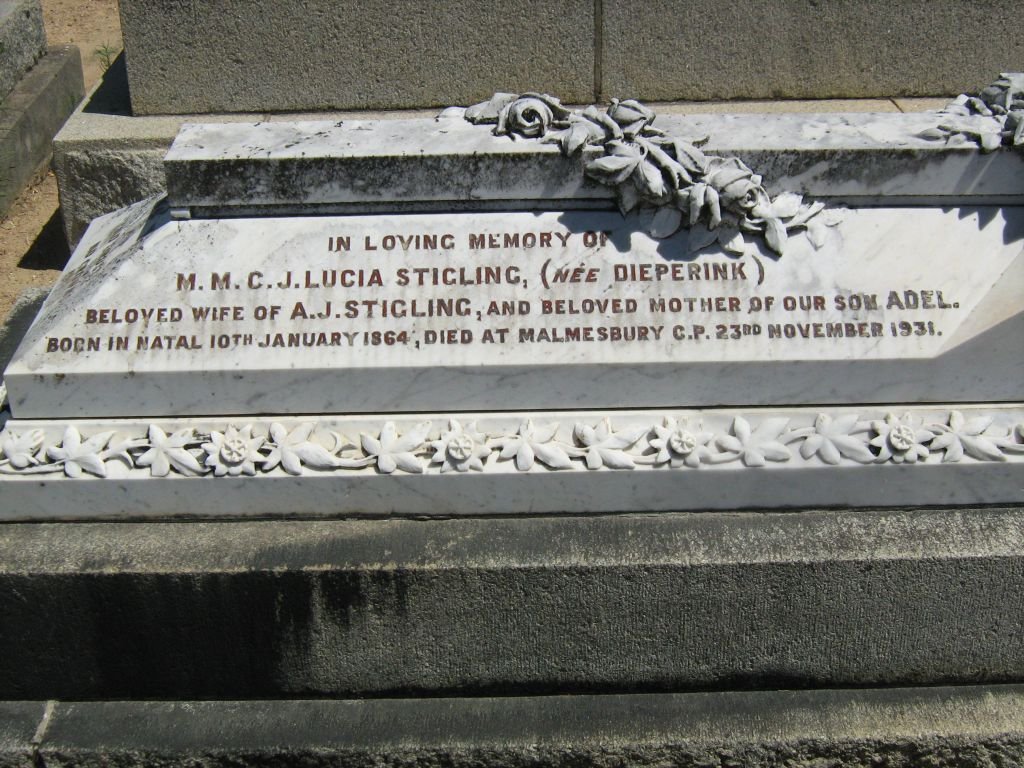 IN LOVING MEMORY OF
M.M.C.J. LUCIA STIGLING, (NÈE DIEPERINK)
BELOVED WIFE OF A.J. STIGLING, AND BELOVED MOTHER OF OUR SON ADEL.
BORN IN NATAL 10TH JANUARY 1864, DIED AT MALMESBURY C.P. 23RD NOVEMBER 1931.